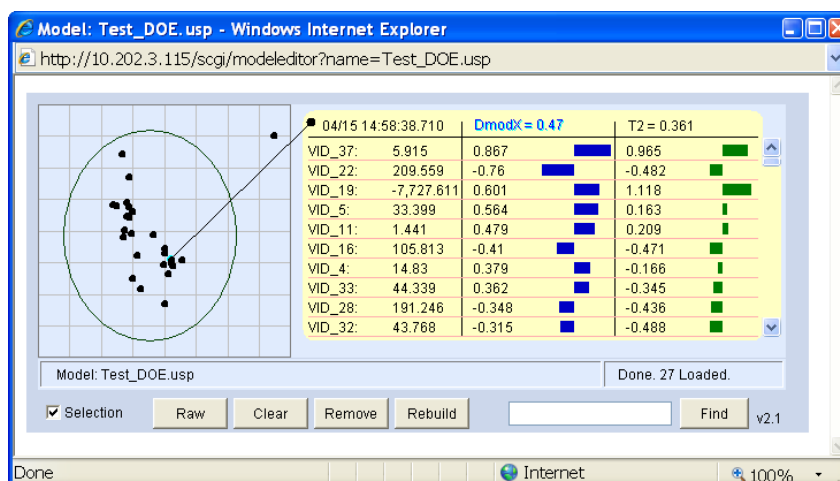 Model: Test_DOE.usp - Windows Internet Explorer
http://10.202.3.115/scgi/modeleditor?name=Test_DOE.usp
04/15 14:58:38.710 DmodX = 0.47 T2 = 0.361
VID_37: 5.915 0.867 0.965
VID_22: 209.559 -0.76 -0.482
VID_19: -7,727.611 0.601 1.118
VID_5: 33.399 0.564 0.163
VID_11: 1.441 0.479 0.209
VID_16: 105.813 -0.41 -0.471
VID_4: 14.83 0.379 -0.166
VID_33: 44.339 0.362 -0.345
VID_28: 191.246 -0.348 -0.436
VID_32: 43.768 -0.315 -0.488
Model: Test_DOE.usp Done. 27 Loaded.
Selection Raw Clear Remove Rebuild Find v2.1
Done Internet 100%